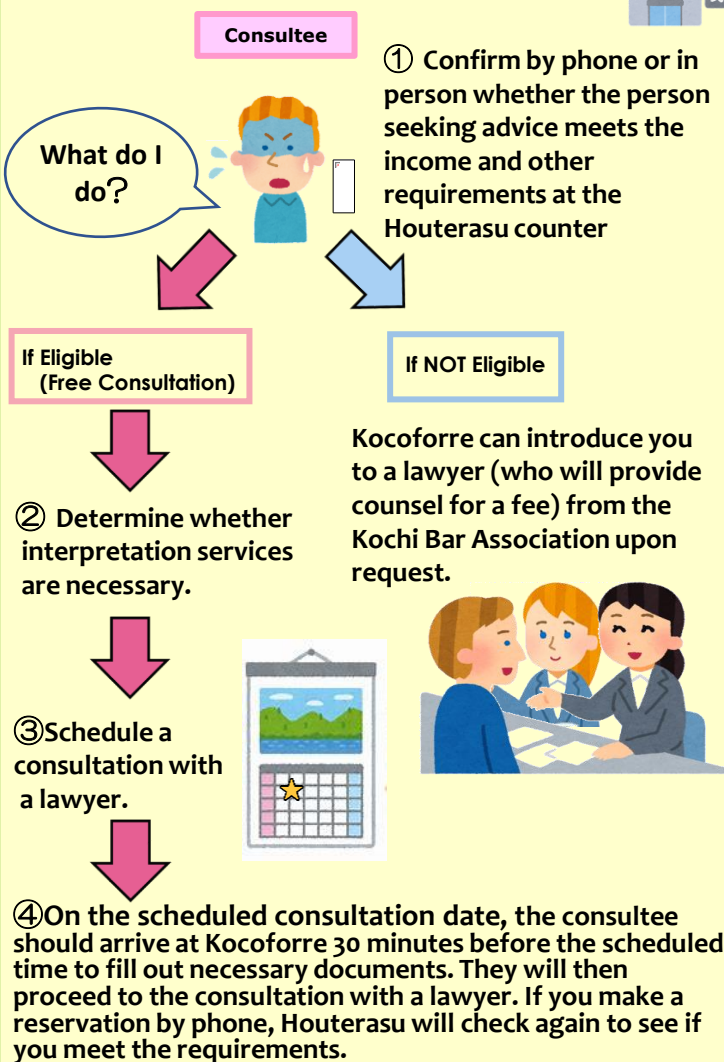 Consultee
① Confirm by phone or in
person whether the person
seeking advice meets the
income and other
requirements at the
Houterasu counter
What do I
do?
If Eligible
(Free Consultation)
If NOT Eligible
Kocoforre can introduce you
to a lawyer (who will provide
counsel for a fee) from the
Kochi Bar Association upon
request.
② Determine whether
interpretation services
are necessary.
③Schedule a
consultation with
a lawyer.
④On the scheduled consultation date, the consultee
should arrive at Kocoforre 30 minutes before the scheduled
time to fill out necessary documents. They will then
proceed to the consultation with a lawyer. If you make a
reservation by phone, Houterasu will check again to see if
you meet the requirements.